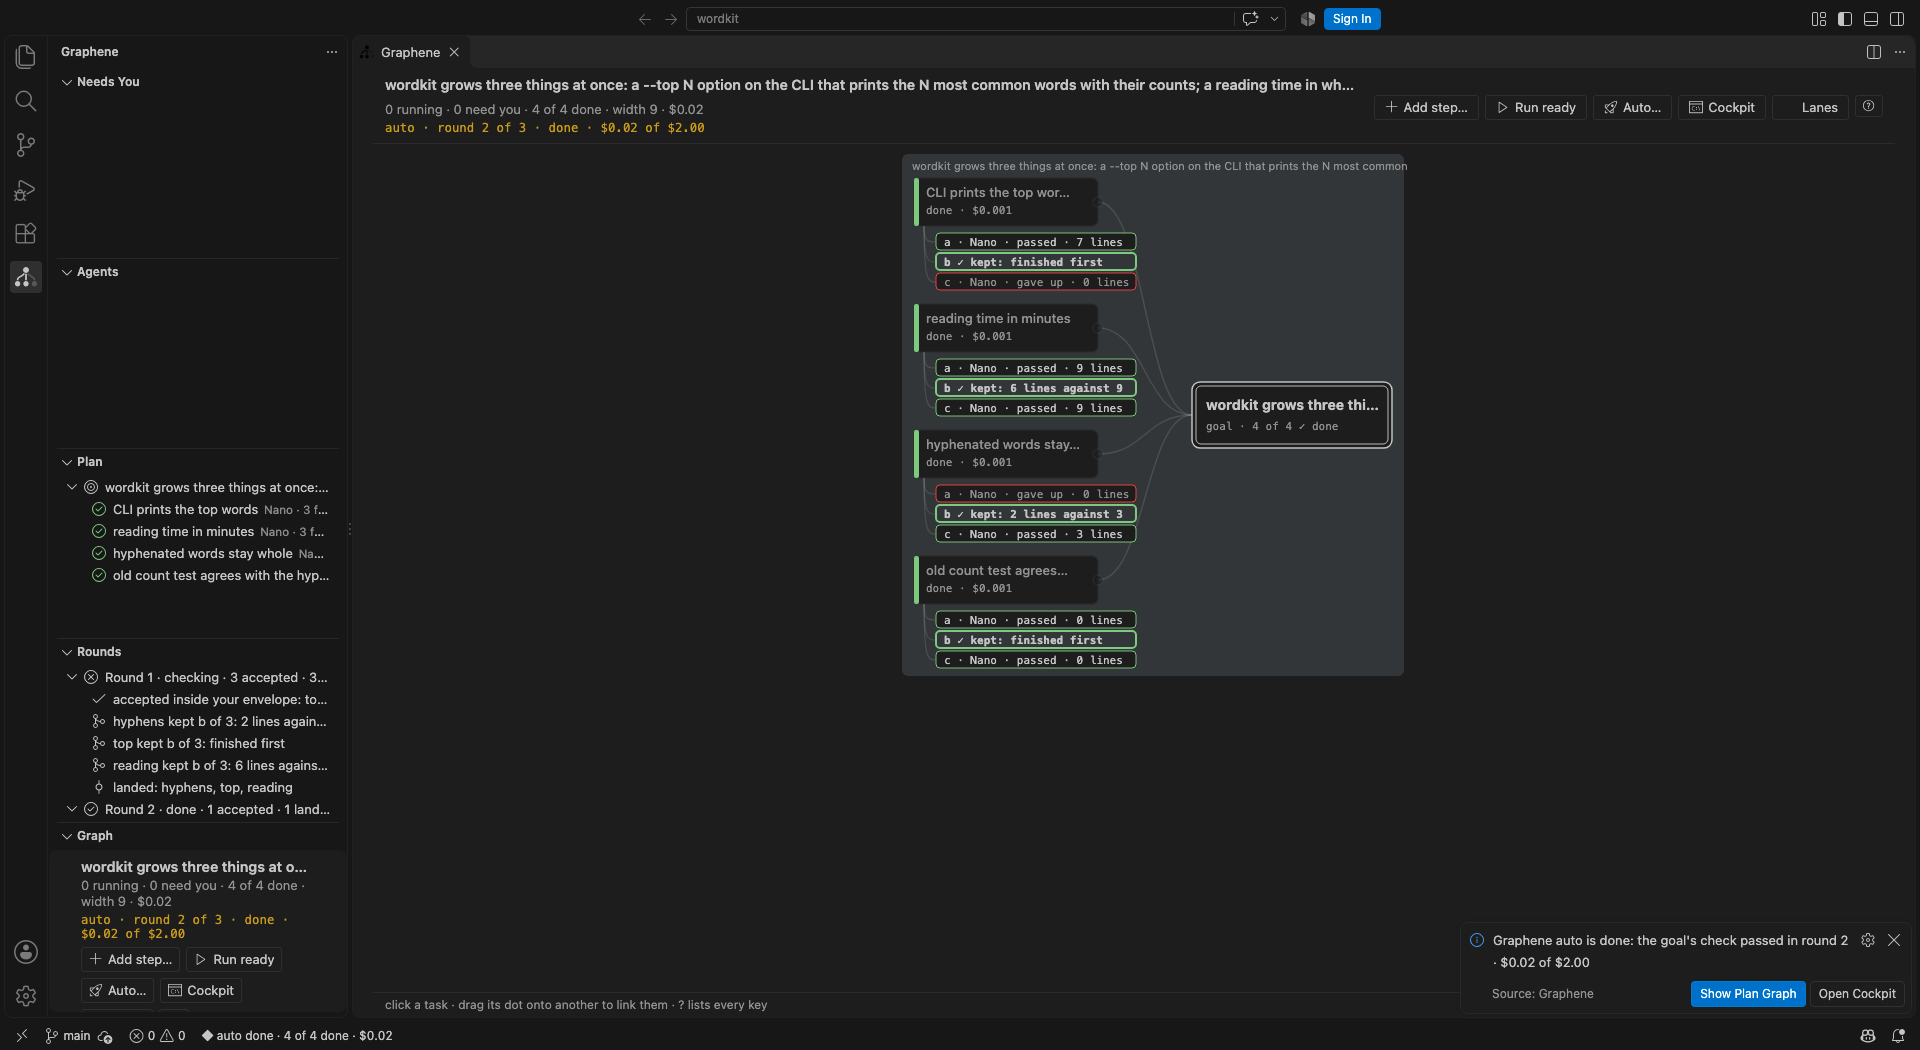 wordkit
Sign In
Graphene
Needs You
Agents
Plan
wordkit grows three things at once:...
CLI prints the top words Nano · 3 f...
reading time in minutes Nano · 3 f...
hyphenated words stay whole Na...
old count test agrees with the hyp...
Rounds
Round 1 · checking · 3 accepted · 3...
accepted inside your envelope: to...
hyphens kept b of 3: 2 lines again...
top kept b of 3: finished first
reading kept b of 3: 6 lines agains...
landed: hyphens, top, reading
Round 2 · done · 1 accepted · 1 land...
Graph
wordkit grows three things at o...
0 running · 0 need you · 4 of 4 done ·
width 9 · $0.02
auto · round 2 of 3 · done ·
$0.02 of $2.00
Add step...
Run ready
Auto...
Cockpit
Graphene
wordkit grows three things at once: a --top N option on the CLI that prints the N most common words with their counts; a reading time in wh...
0 running · 0 need you · 4 of 4 done · width 9 · $0.02
auto · round 2 of 3 · done · $0.02 of $2.00
Add step...
Run ready
Auto...
Cockpit
Lanes
wordkit grows three things at once: a --top N option on the CLI that prints the N most common
CLI prints the top wor...
done · $0.001
a · Nano · passed · 7 lines
b ✓ kept: finished first
c · Nano · gave up · 0 lines
reading time in minutes
done · $0.001
a · Nano · passed · 9 lines
b ✓ kept: 6 lines against 9
c · Nano · passed · 9 lines
hyphenated words stay...
done · $0.001
a · Nano · gave up · 0 lines
b ✓ kept: 2 lines against 3
c · Nano · passed · 3 lines
old count test agrees...
done · $0.001
a · Nano · passed · 0 lines
b ✓ kept: finished first
c · Nano · passed · 0 lines
wordkit grows three thi...
goal · 4 of 4 ✓ done
click a task · drag its dot onto another to link them · ? lists every key
Graphene auto is done: the goal's check passed in round 2
· $0.02 of $2.00
Source: Graphene
Show Plan Graph
Open Cockpit
main
0
0
auto done · 4 of 4 done · $0.02